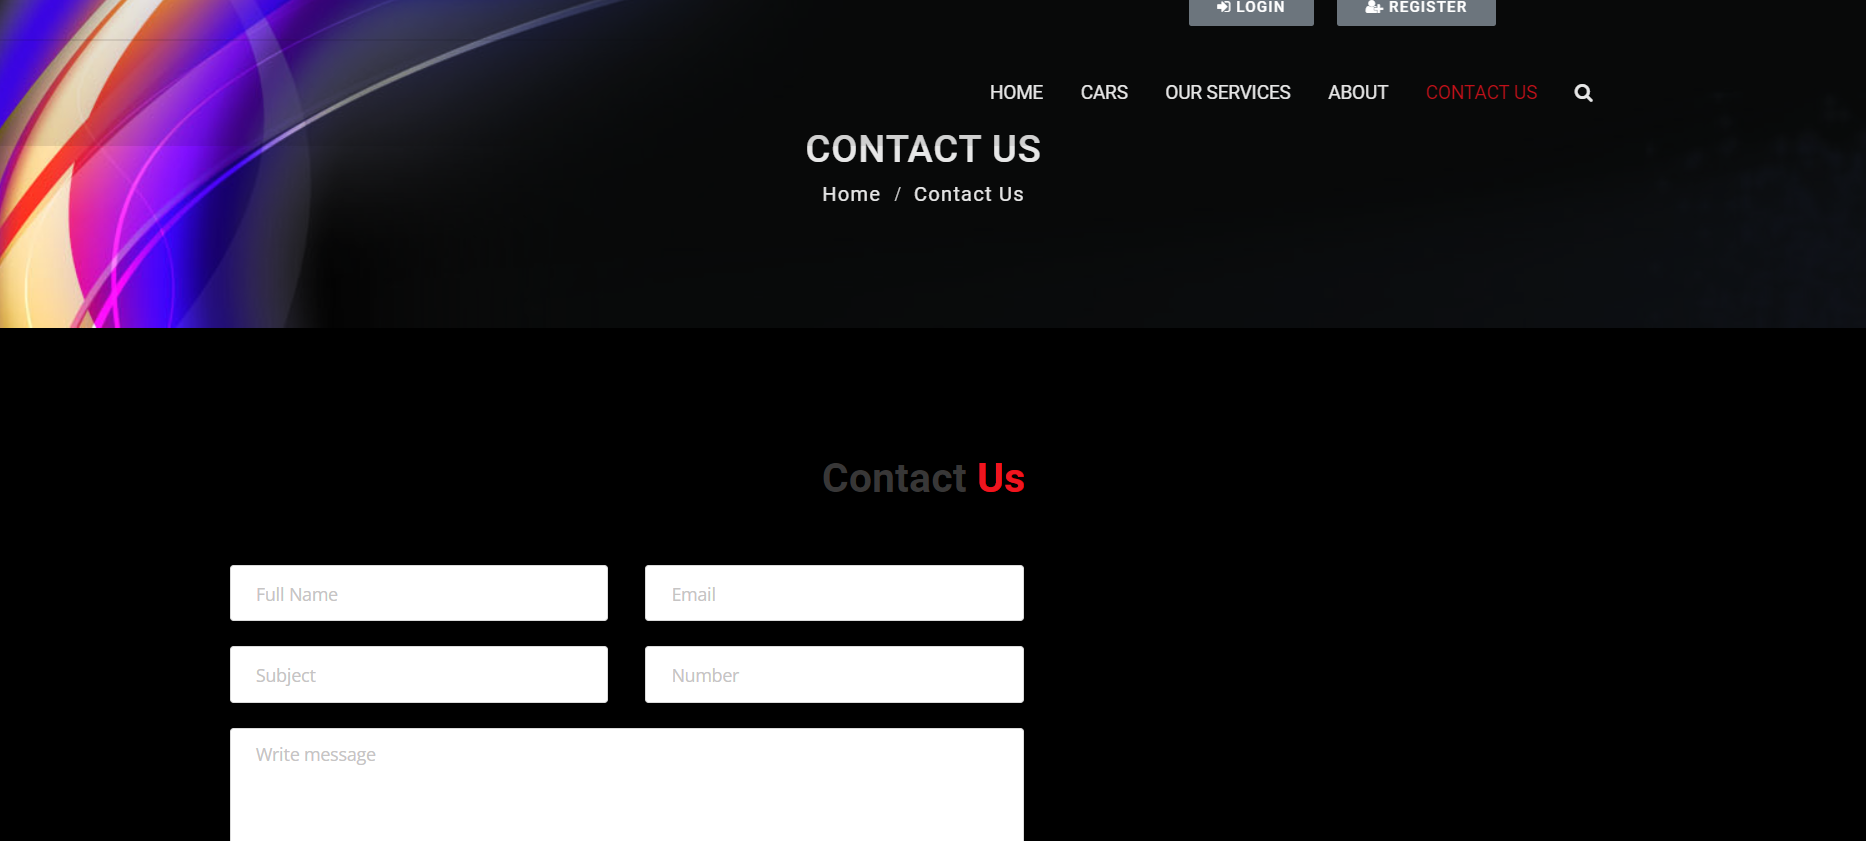 LOGIN REGISTER
HOME CARS OUR SERVICES ABOUT CONTACT US
CONTACT US
Home / Contact Us
Contact Us
Full Name Email
Subject Number
Write message